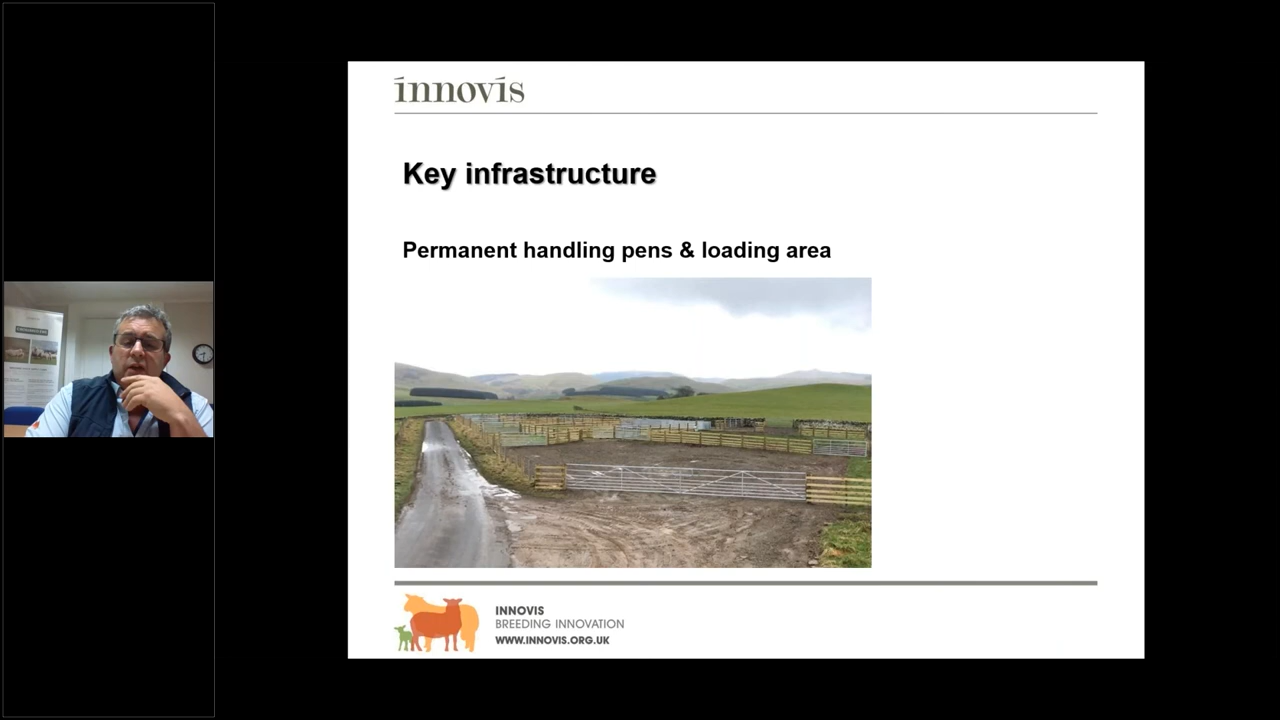 innovis
Key infrastructure
Permanent handling pens & loading area
INNOVIS
BREEDING INNOVATION
WWW.INNOVIS.ORG.UK